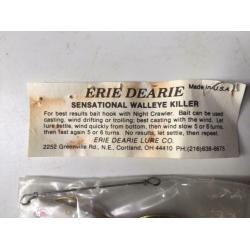 ERIE DEARIE
Made in U.S.A.
SENSATIONAL WALLEYE KILLER
For best results bait hook with Night Crawler. Bait can be used
casting, wind drifting or trolling, best casting with the wind. Let
lure settle, wind quickly from bottom, then wind slow 5 or 6 turns,
then fast again 5 or 6 turns. No results, let settle, then repeat.
ERIE DEARIE LURE CO.
2252 Greenville Rd., N.E., Cortland, OH 44410 PH:(216)638-6675